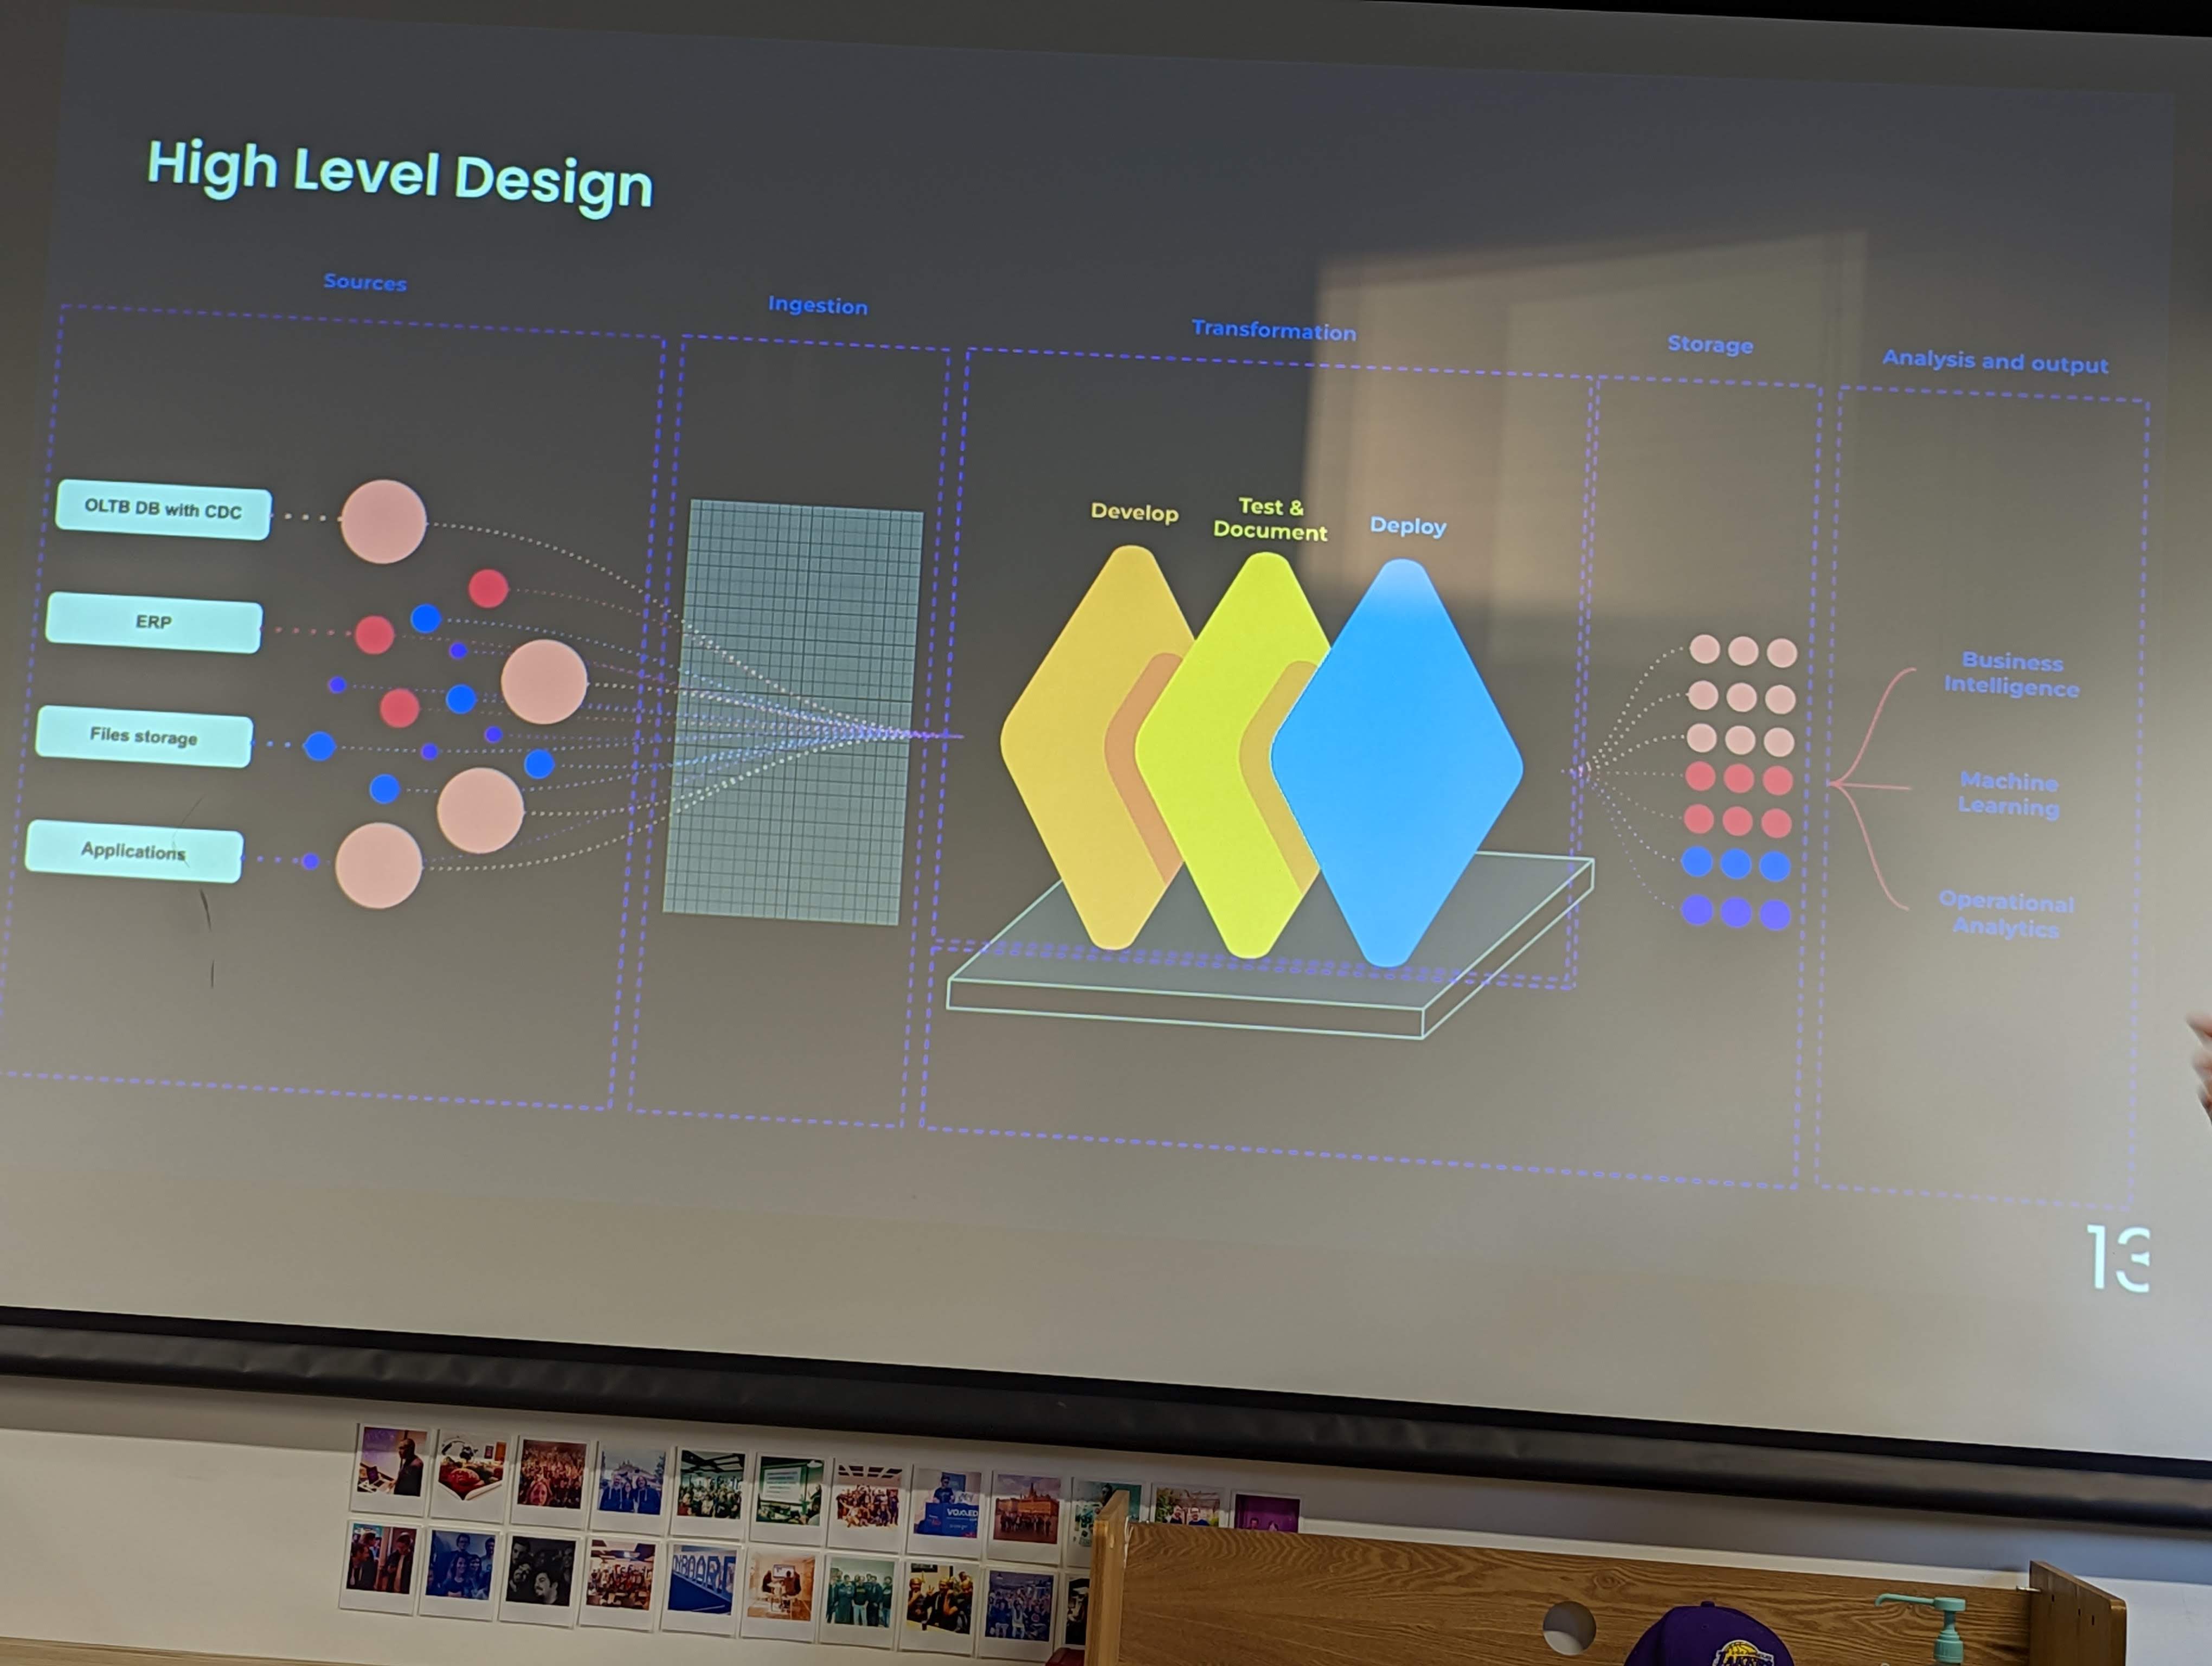 High Level Design
Sources
Ingestion
Transformation
Storage
Analysis and output
OLTB DB with CDC
ERP
Files storage
Applications
Develop
Test &
Document
Deploy
Business
Intelligence
Machine
Learning
Operational
Analytics
13